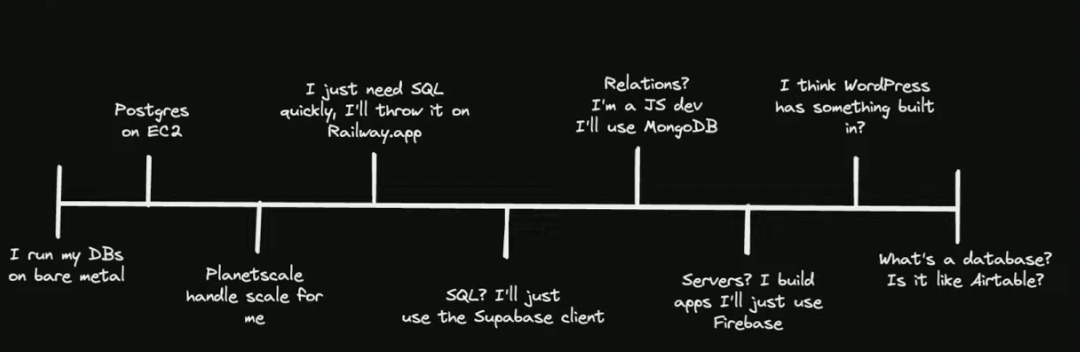 I run my DBs
on bare metal
Postgres
on EC2
Planetscale
handle scale for
me
I just need SQL
quickly, I'll throw it on
Railway.app
SQL? I'll just
use the Supabase client
Relations?
I'm a JS dev
I'll use MongoDB
Servers? I build
apps I'll just use
Firebase
I think WordPress
has something built
in?
What's a database?
Is it like Airtable?